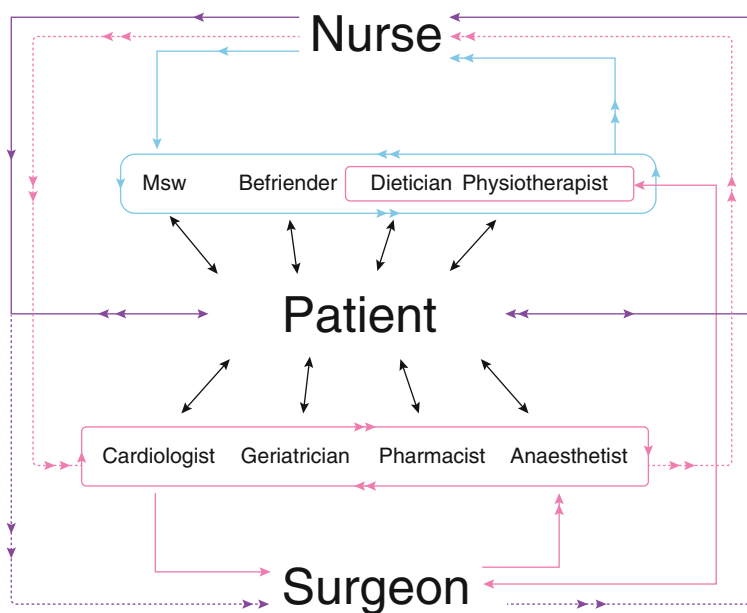 Nurse
Msw Befriender Dietician Physiotherapist
Patient
Cardiologist Geriatrician Pharmacist Anaesthetist
Surgeon